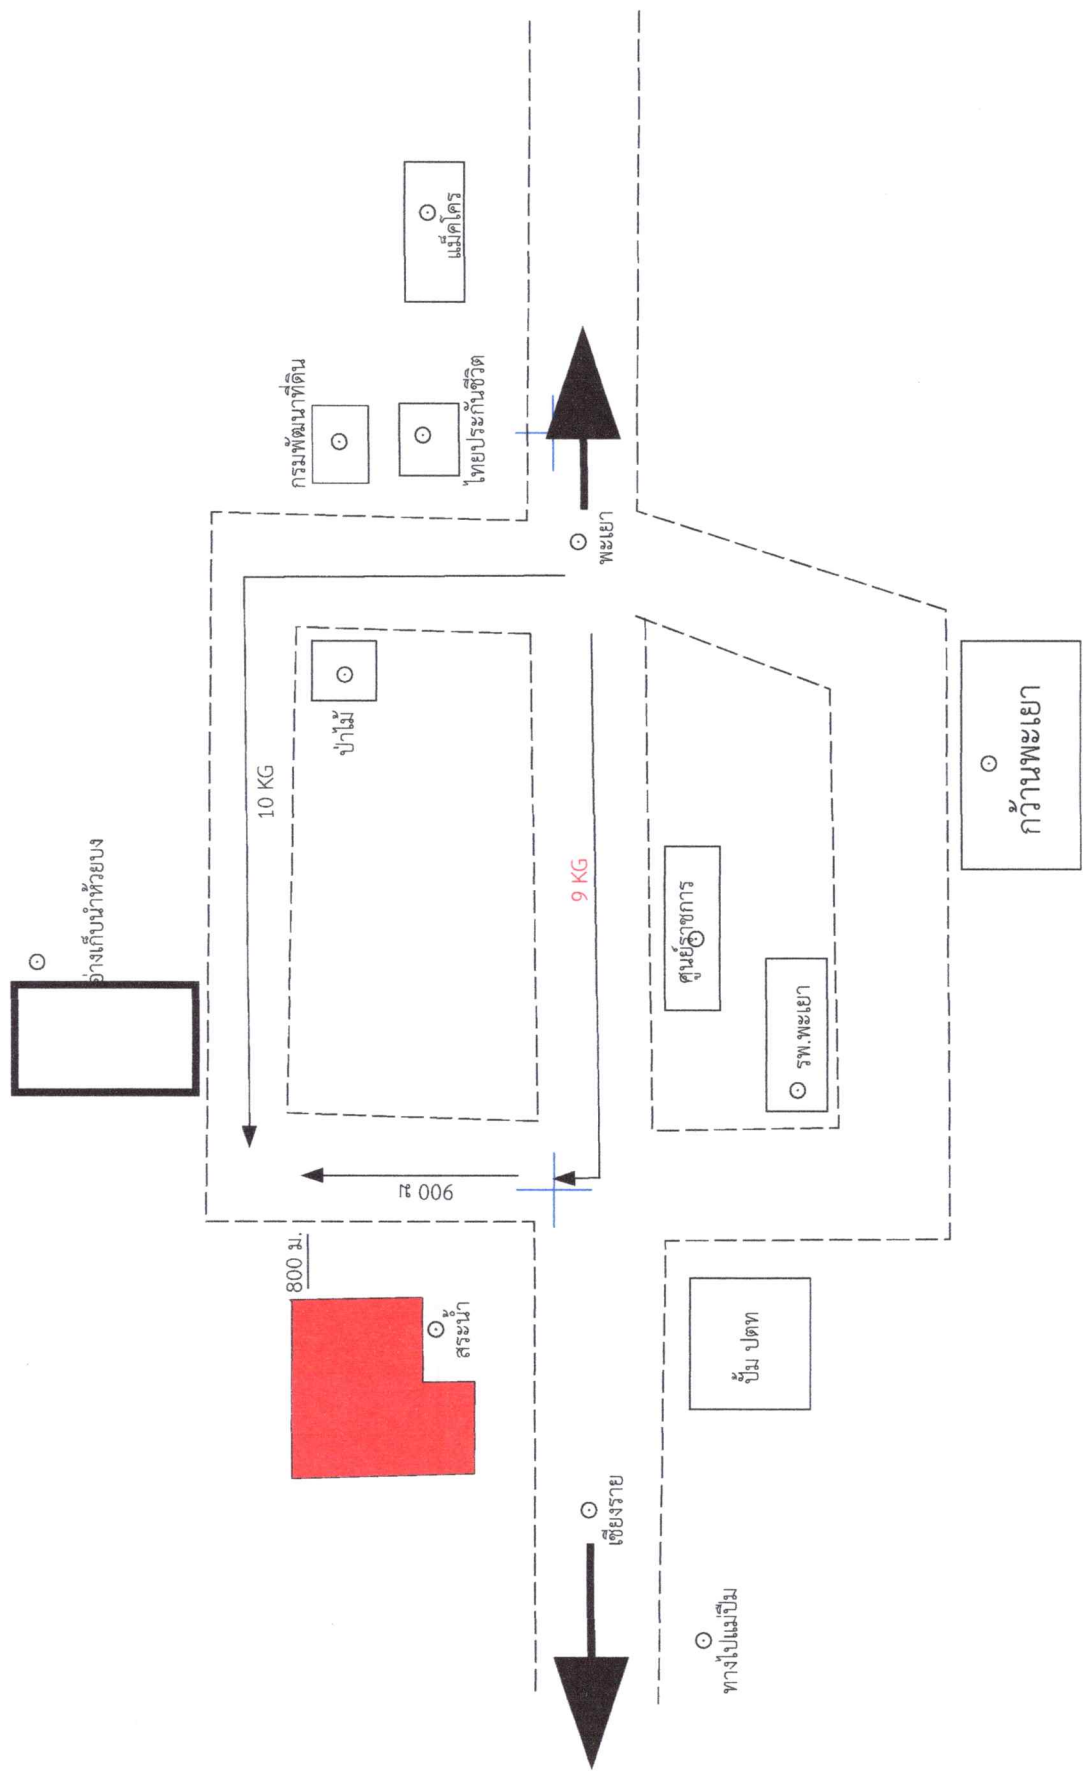 อ่างเก็บนำห้วยบง
กรมพัฒนาที่ดิน
800 ม.
10 KG
ป่าไม้
แม็คโคร
สระน้ำ
900 ม
ไทยประกันชีวิต
เชียงราย
9 KG
พะเยา
ทางไปแม่ปืม
ปั้ม ปตท
ศูนย์ราชการ
รพ.พะเยา
กว้านพะเยา